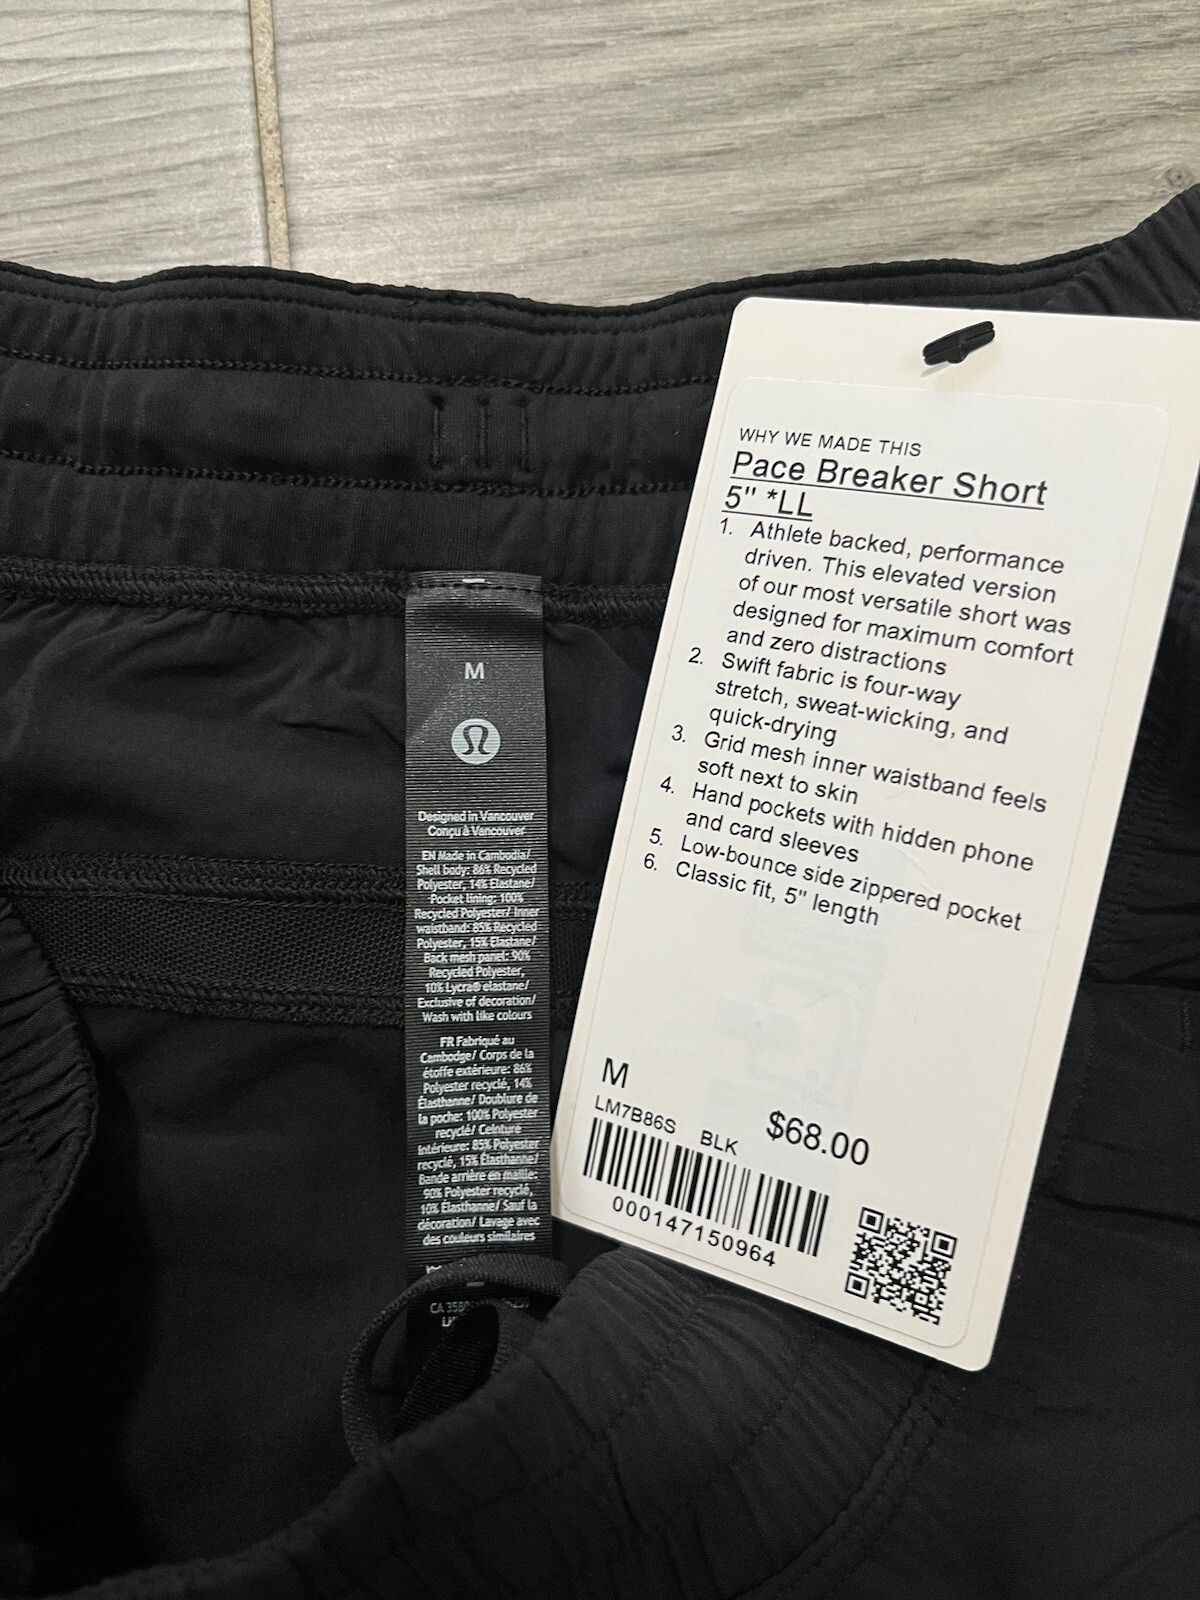 M
Designed in Vancouver
Conçu à Vancouver
EN Made in Cambodia/
Shell body: 86% Recycled
Polyester, 14% Elastane/
Pocket lining: 100%
Recycled Polyester/ Inner
waistband: 85% Recycled
Polyester, 15% Elastane/
Back mesh panel: 90%
Recycled Polyester,
10% Lycra® elastane/
Exclusive of decoration/
Wash with like colours
FR Fabriqué au
Cambodge/ Corps de la
étoffe extérieure: 86%
Polyester recyclé, 14%
Élasthanne/ Doublure de
la poche: 100% Polyester
recyclé/ Ceinture
intérieure: 85% Polyester
recyclé, 15% Élasthanne/
Bande arrière en maille:
90% Polyester recyclé,
10% Élasthanne/ Sauf la
décoration/ Lavage avec
des couleurs similaires
CA 3580
WHY WE MADE THIS
Pace Breaker Short
5" *LL
1. Athlete backed, performance
driven. This elevated version
of our most versatile short was
designed for maximum comfort
and zero distractions
2. Swift fabric is four-way
stretch, sweat-wicking, and
quick-drying
3. Grid mesh inner waistband feels
soft next to skin
4. Hand pockets with hidden phone
and card sleeves
5. Low-bounce side zippered pocket
6. Classic fit, 5" length
M
LM7B86S BLK $68.00
000147150964